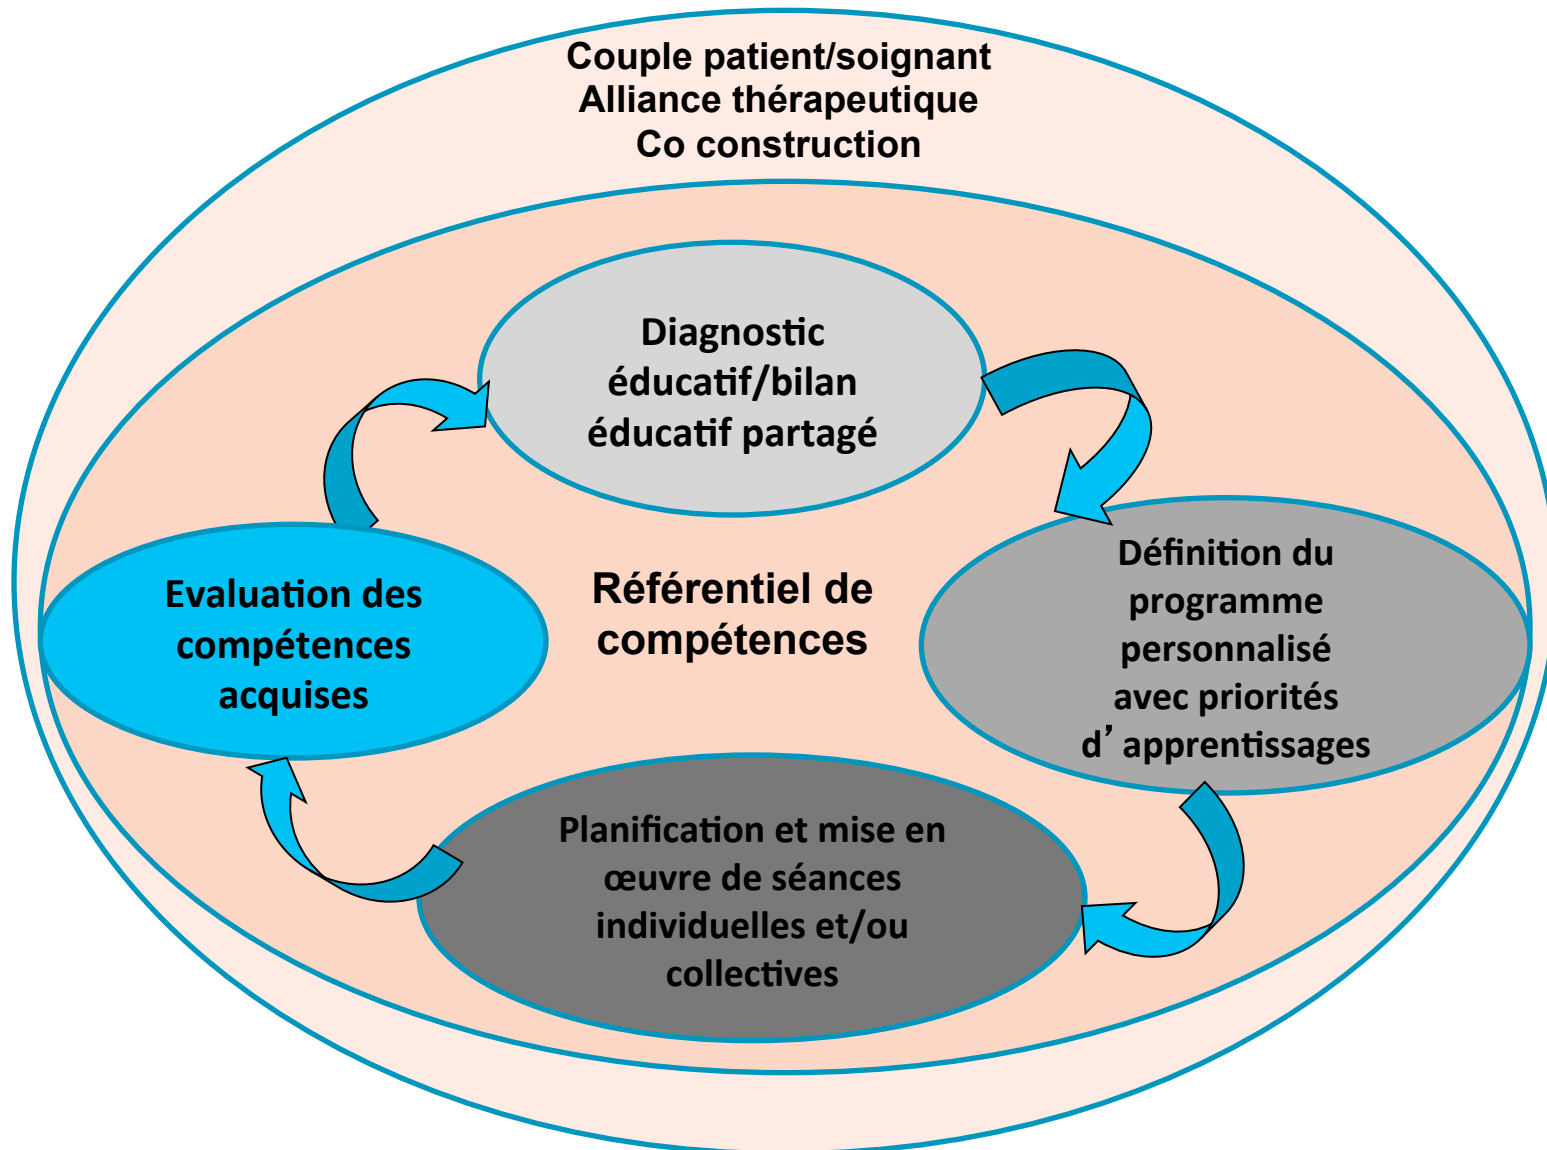 Couple patient/soignant
Alliance thérapeutique
Co construction
Diagnostic
éducatif/bilan
éducatif partagé
Evaluation des
compétences
acquises
Référentiel de
compétences
Définition du
programme
personnalisé
avec priorités
d’ apprentissages
Planification et mise en
œuvre de séances
individuelles et/ou
collectives